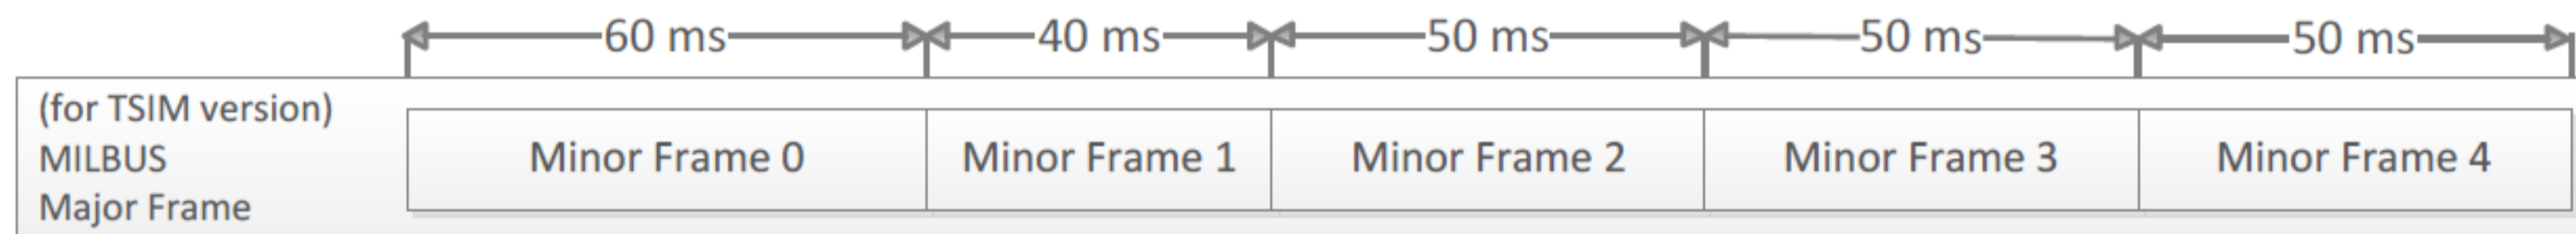 60 ms 40 ms 50 ms 50 ms 50 ms
(for TSIM version)
MILBUS
Major Frame
Minor Frame 0 Minor Frame 1 Minor Frame 2 Minor Frame 3 Minor Frame 4